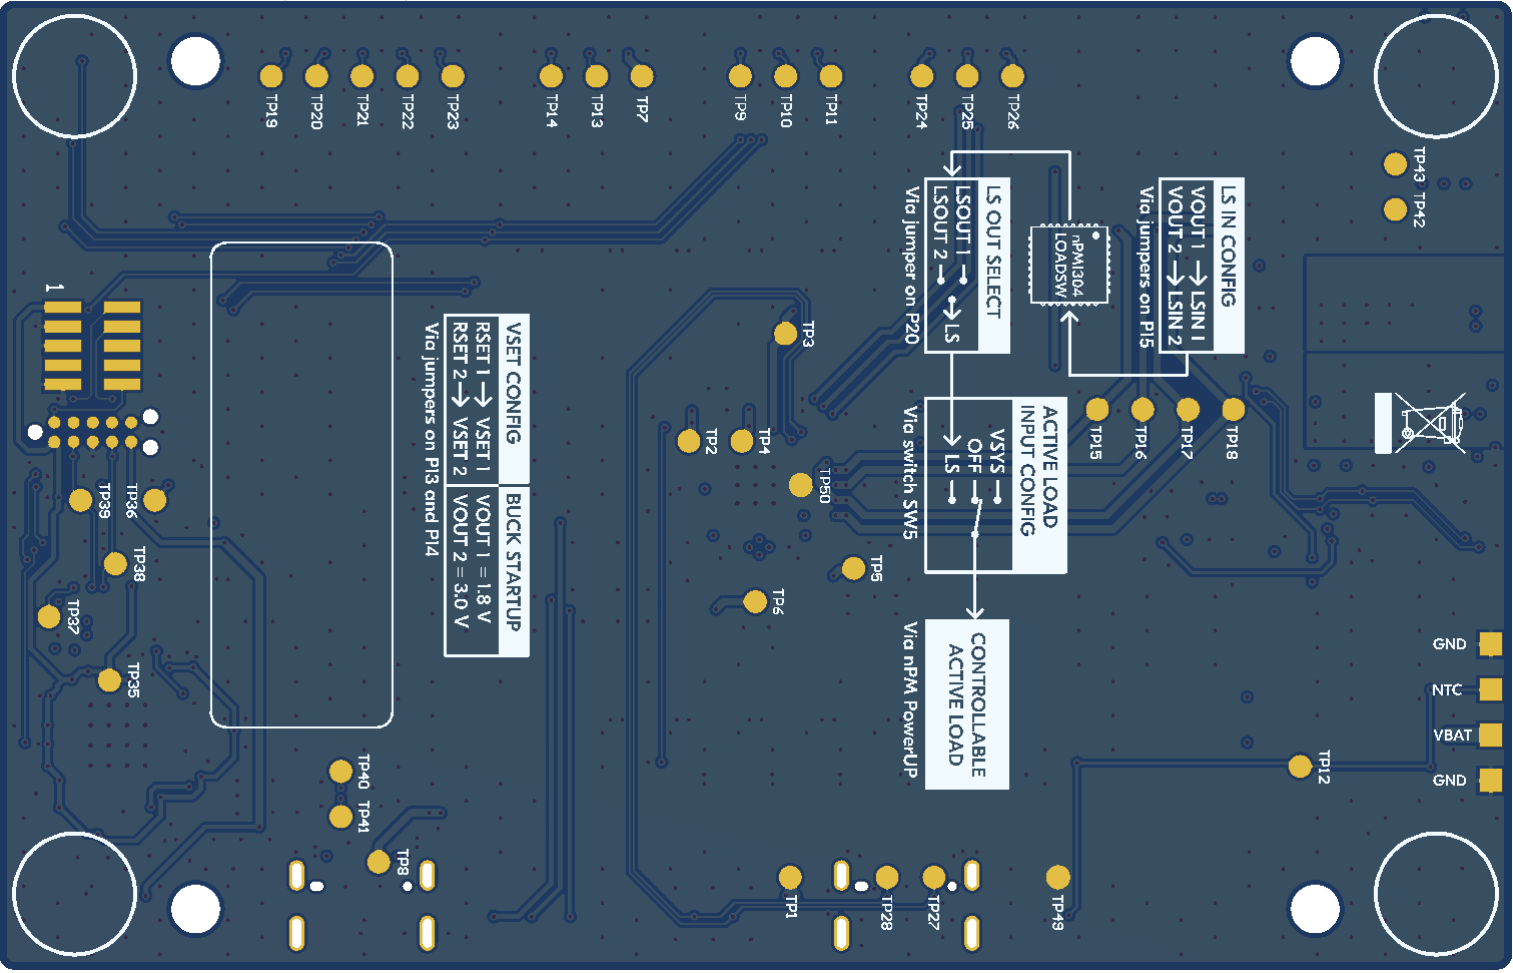 TP19
TP20
TP21
TP22
TP23
TP14
TP13
TP7
TP9
TP10
TP11
TP24
TP25
TP26
TP43
TP42
LS IN CONFIG
VOUT 1 → LSIN 1
VOUT 2 → LSIN 2
Via jumpers on P15
nPM1304
LOADSW
LS OUT SELECT
LSOUT 1
LSOUT 2
LS
Via jumper on P20
1
VSET CONFIG
RSET 1 → VSET 1
RSET 2 → VSET 2
BUCK STARTUP
VOUT 1 = 1.8 V
VOUT 2 = 3.0 V
Via jumpers on P13 and P14
TP3
TP2
TP4
TP50
TP5
TP6
ACTIVE LOAD
INPUT CONFIG
VSYS
OFF
LS
Via switch SW5
TP15
TP16
TP17
TP18
TP39
TP36
TP38
TP37
TP35
CONTROLLABLE
ACTIVE LOAD
Via nPM PowerUP
GND
NTC
VBAT
GND
TP12
TP40
TP41
TP8
TP1
TP28
TP27
TP49